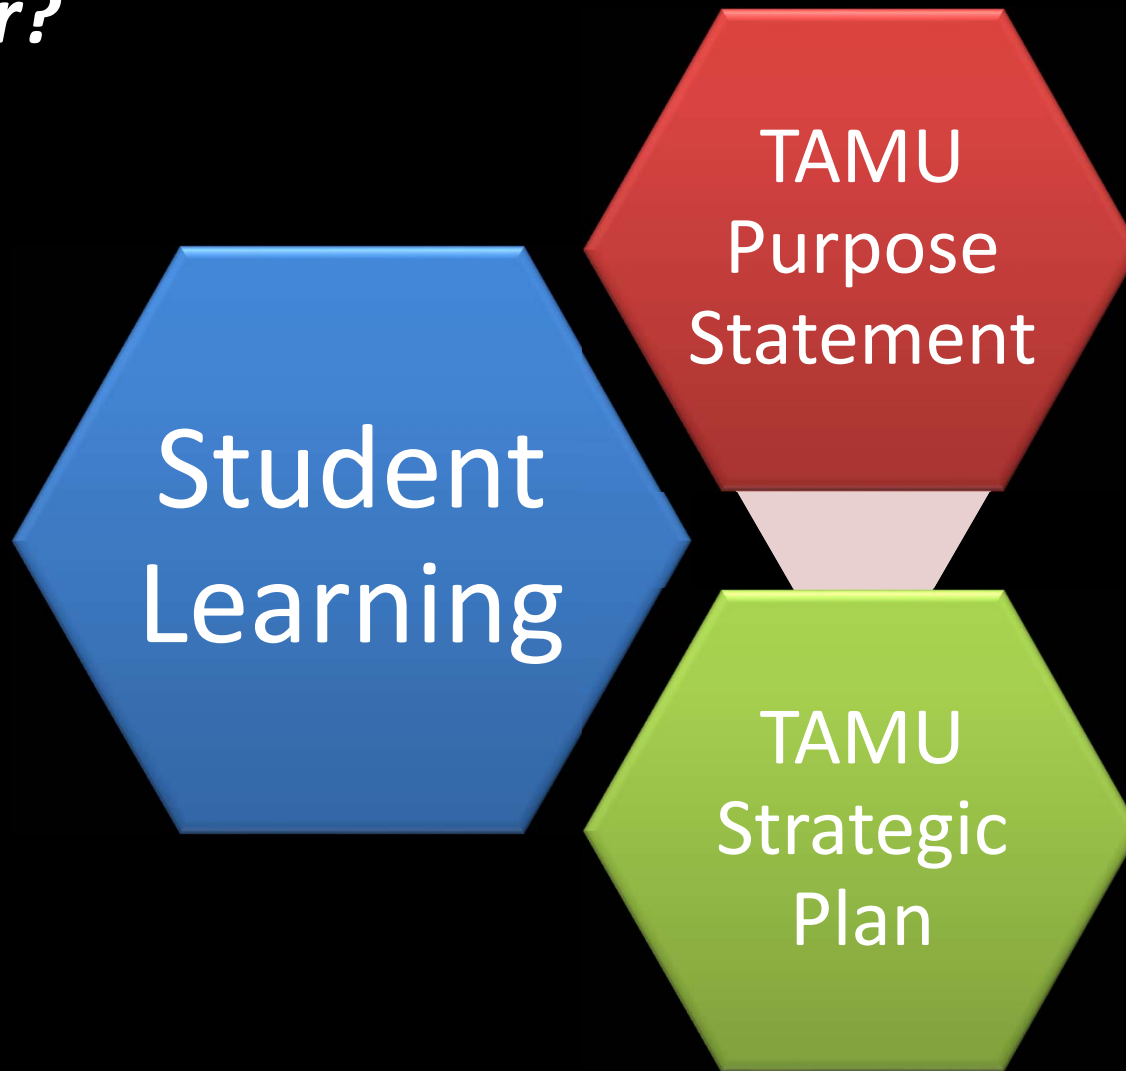 r?
TAMU
Purpose
Statement
Student
Learning
TAMU
Strategic
Plan